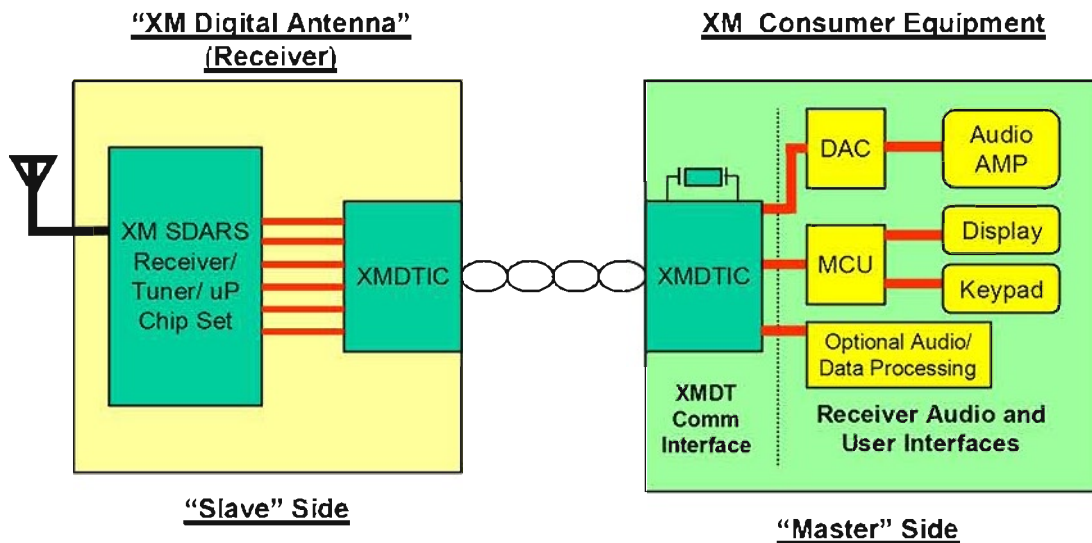 “XM Digital Antenna”
(Receiver)
XM Consumer Equipment
XM SDARS
Receiver/
Tuner/ uP
Chip Set
XMDTIC
XMDTIC
DAC
Audio
AMP
MCU
Display
Keypad
Optional Audio/
Data Processing
XMDT
Comm
Interface
Receiver Audio and
User Interfaces
“Slave” Side
“Master” Side